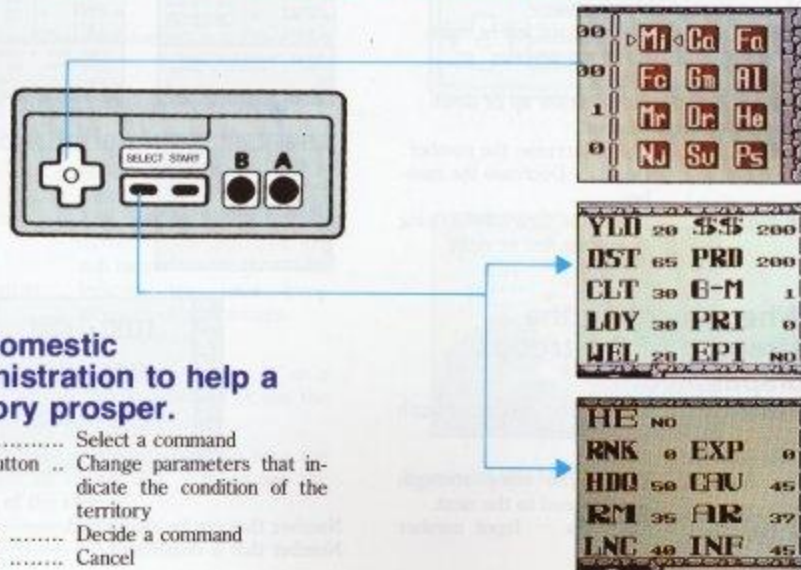 SELECT START
B A
00 Mi Ca Fa
00 Fc Gm Al
1 Mr Dr He
0 NJ Su Ps
YLD 20 $$ 200
DST 65 PRD 200
CLT 30 G-M 1
LOY 30 PRI 0
WEL 20 EPI NO
HE NO
RNK 0 EXP 0
HDQ 50 CAU 45
RM 35 AR 37
LNC 40 INF 45
omestic
nistration to help a
ory prosper.
.......... Select a command
utton .. Change parameters that in-
dicate the condition of the
territory
........ Decide a command
......... Cancel